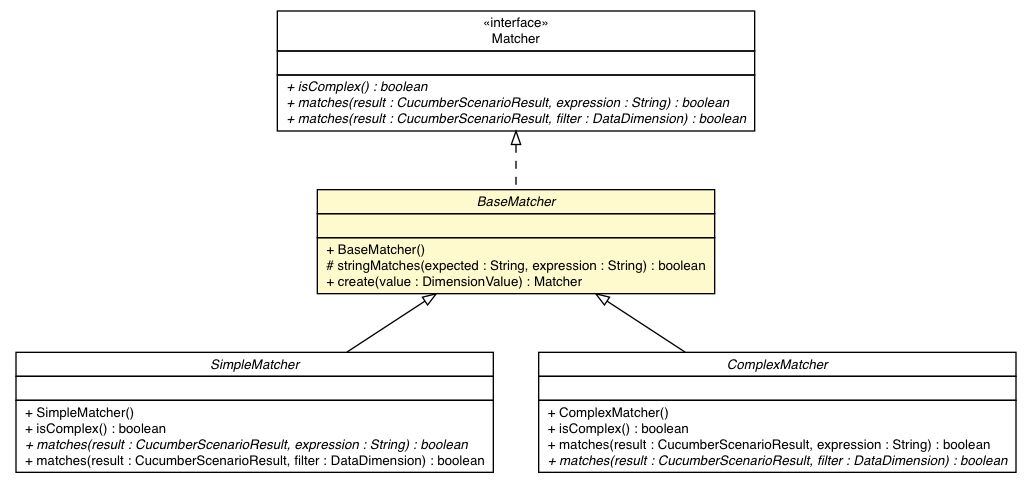 «interface»
Matcher
+ isComplex() : boolean
+ matches(result : CucumberScenarioResult, expression : String) : boolean
+ matches(result : CucumberScenarioResult, filter : DataDimension) : boolean
BaseMatcher
+ BaseMatcher()
# stringMatches(expected : String, expression : String) : boolean
+ create(value : DimensionValue) : Matcher
SimpleMatcher
+ SimpleMatcher()
+ isComplex() : boolean
+ matches(result : CucumberScenarioResult, expression : String) : boolean
+ matches(result : CucumberScenarioResult, filter : DataDimension) : boolean
ComplexMatcher
+ ComplexMatcher()
+ isComplex() : boolean
+ matches(result : CucumberScenarioResult, expression : String) : boolean
+ matches(result : CucumberScenarioResult, filter : DataDimension) : boolean